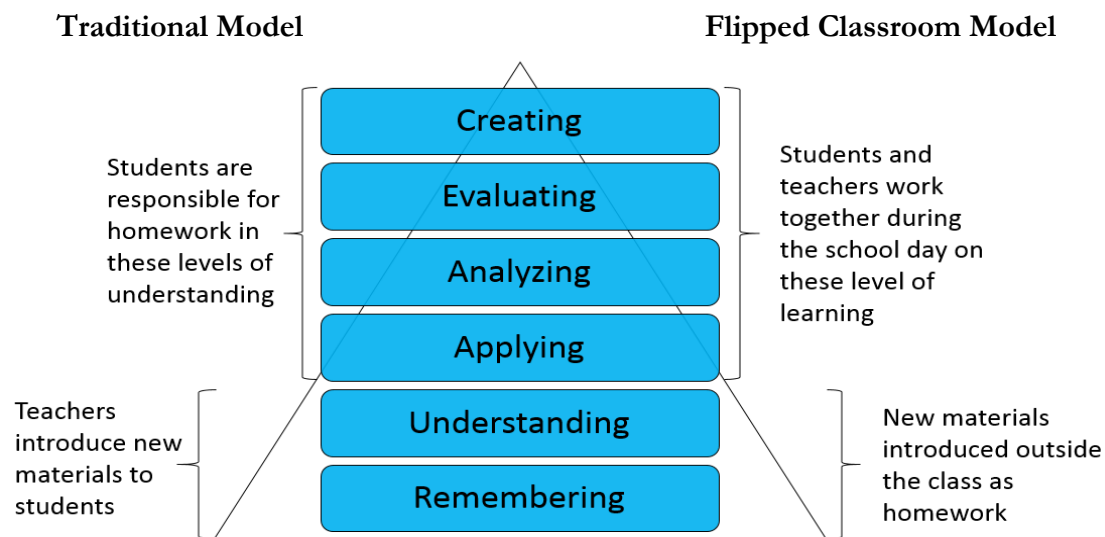 Traditional Model
Flipped Classroom Model
Creating
Evaluating
Analyzing
Applying
Understanding
Remembering
Students are
responsible for
homework in
these levels of
understanding
Teachers
introduce new
materials to
students
Students and
teachers work
together during
the school day on
these level of
learning
New materials
introduced outside
the class as
homework